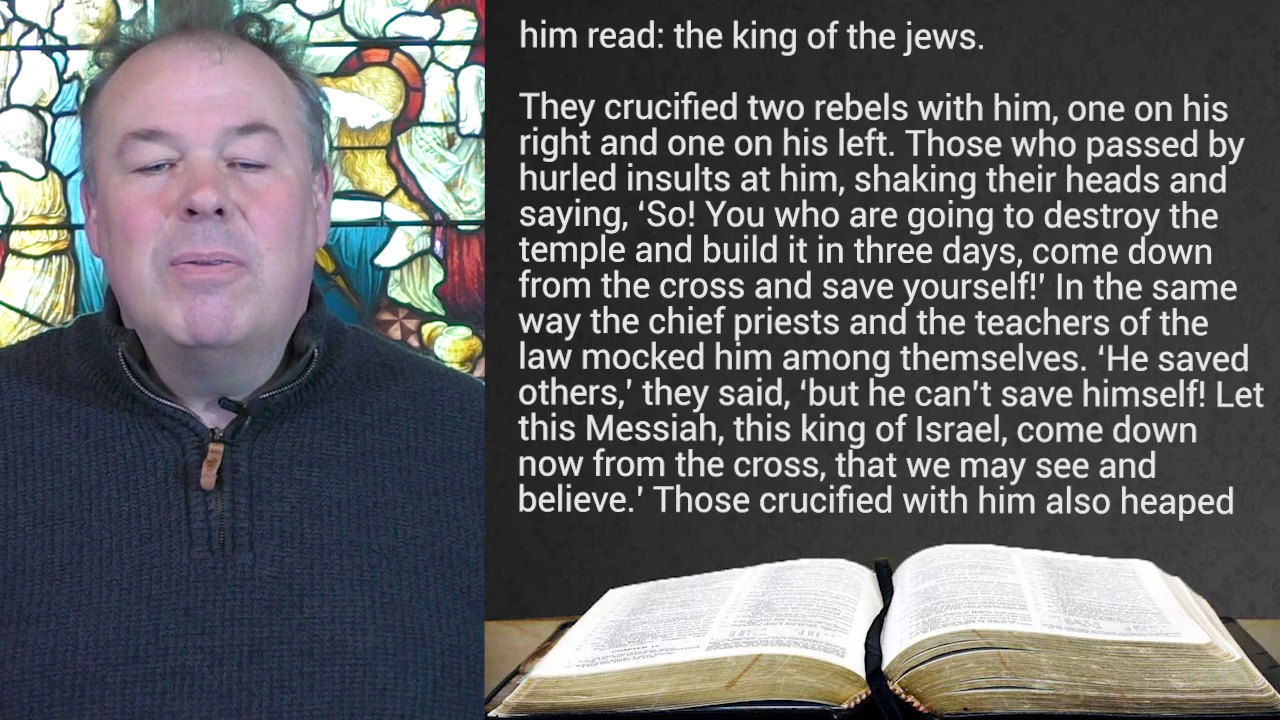 him read: the king of the jews.
They crucified two rebels with him, one on his
right and one on his left. Those who passed by
hurled insults at him, shaking their heads and
saying, ‘So! You who are going to destroy the
temple and build it in three days, come down
from the cross and save yourself!’ In the same
way the chief priests and the teachers of the
law mocked him among themselves. ‘He saved
others,’ they said, ‘but he can’t save himself! Let
this Messiah, this king of Israel, come down
now from the cross, that we may see and
believe.’ Those crucified with him also heaped